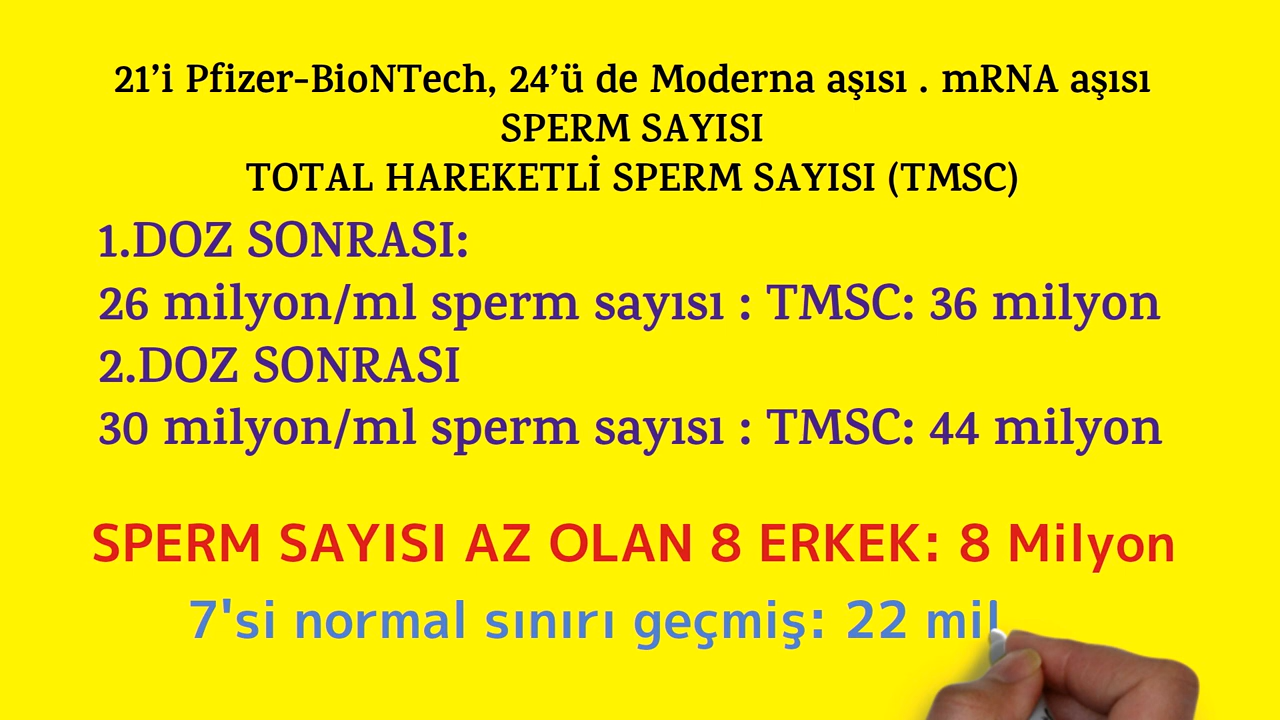 21’i Pfizer-BioNTech, 24’ü de Moderna aşısı . mRNA aşısı
SPERM SAYISI
TOTAL HAREKETLİ SPERM SAYISI (TMSC)
1.DOZ SONRASI:
26 milyon/ml sperm sayısı : TMSC: 36 milyon
2.DOZ SONRASI
30 milyon/ml sperm sayısı : TMSC: 44 milyon
SPERM SAYISI AZ OLAN 8 ERKEK: 8 Milyon
7'si normal sınırı geçmiş: 22 mil